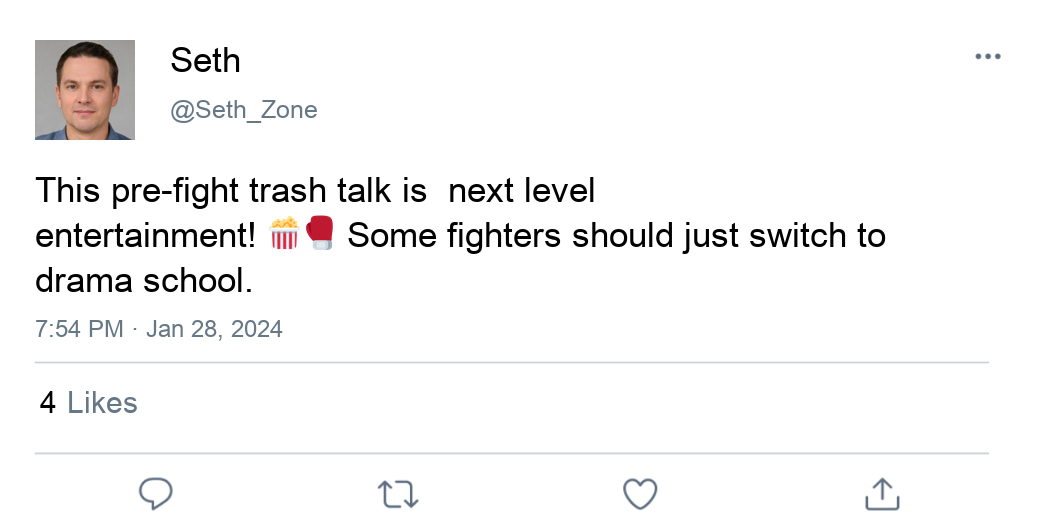 Seth
@Seth_Zone
This pre-fight trash talk is  next level
entertainment! 🍿🥊 Some fighters should just switch to
drama school.
7:54 PM · Jan 28, 2024
4 Likes